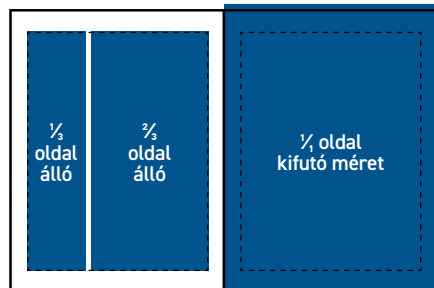 ⅓
oldal
álló
⅔
oldal
álló
¹⁄₁ oldal
kifutó méret